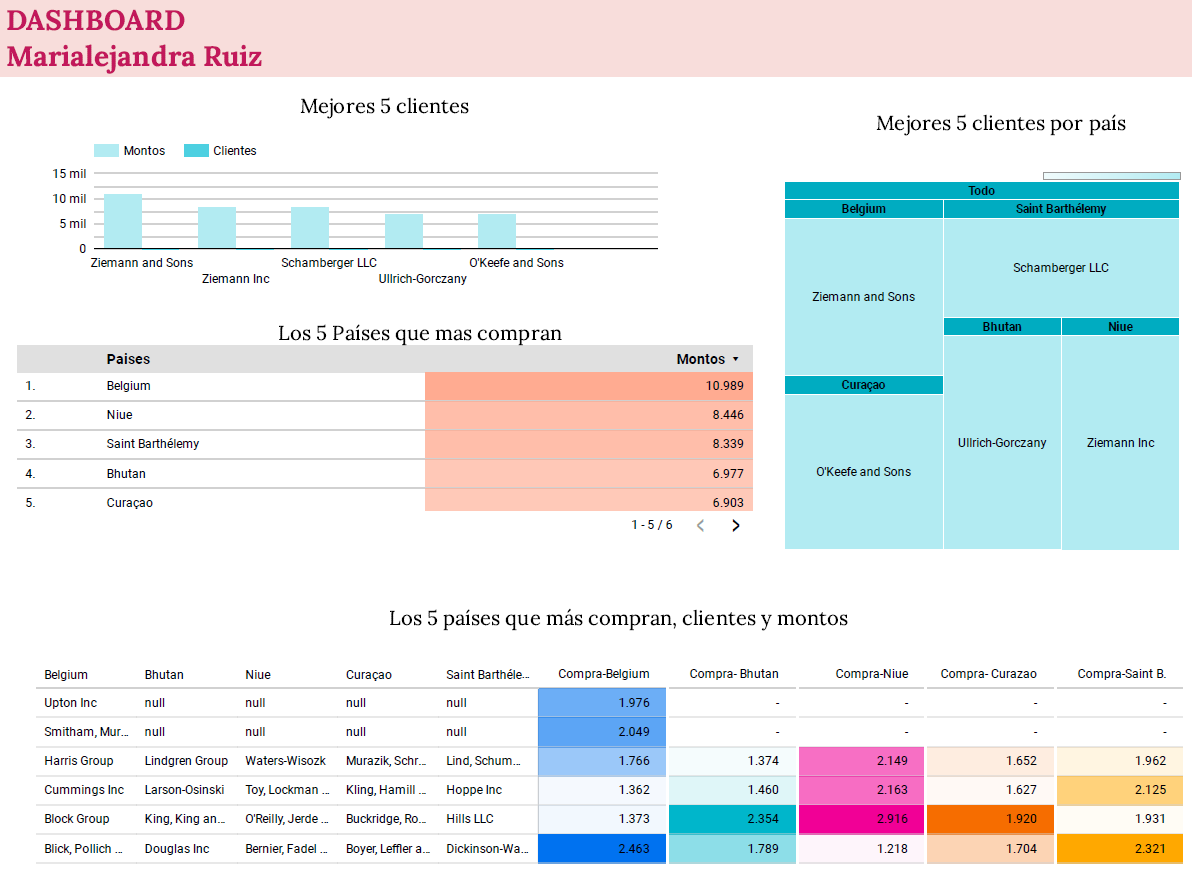 DASHBOARD
Marialejandra Ruiz
Mejores 5 clientes
Montos Clientes
15 mil
10 mil
5 mil
0
Ziemann and Sons
Ziemann Inc
Schamberger LLC
Ullrich-Gorczany
O'Keefe and Sons
Mejores 5 clientes por país
Todo
Belgium
Saint Barthélemy
Ziemann and Sons
Schamberger LLC
Bhutan
Niue
Curaçao
O'Keefe and Sons
Ullrich-Gorczany
Ziemann Inc
Los 5 Países que mas compran
Paises Montos
1. Belgium 10.989
2. Niue 8.446
3. Saint Barthélemy 8.339
4. Bhutan 6.977
5. Curaçao 6.903
1 - 5 / 6
Los 5 países que más compran, clientes y montos
Belgium Bhutan Niue Curaçao Saint Barthéle... Compra-Belgium Compra- Bhutan Compra-Niue Compra- Curazao Compra-Saint B.
Upton Inc null null null null 1.976 - - - -
Smitham, Mur... null null null null 2.049 - - - -
Harris Group Lindgren Group Waters-Wisozk Murazik, Schr... Lind, Schum... 1.766 1.374 2.149 1.652 1.962
Cummings Inc Larson-Osinski Toy, Lockman ... Kling, Hamill ... Hoppe Inc 1.362 1.460 2.163 1.627 2.125
Block Group King, King an... O'Reilly, Jerde ... Buckridge, Ro... Hills LLC 1.373 2.354 2.916 1.920 1.931
Blick, Pollich ... Douglas Inc Bernier, Fadel ... Boyer, Leffler a... Dickinson-Wa... 2.463 1.789 1.218 1.704 2.321